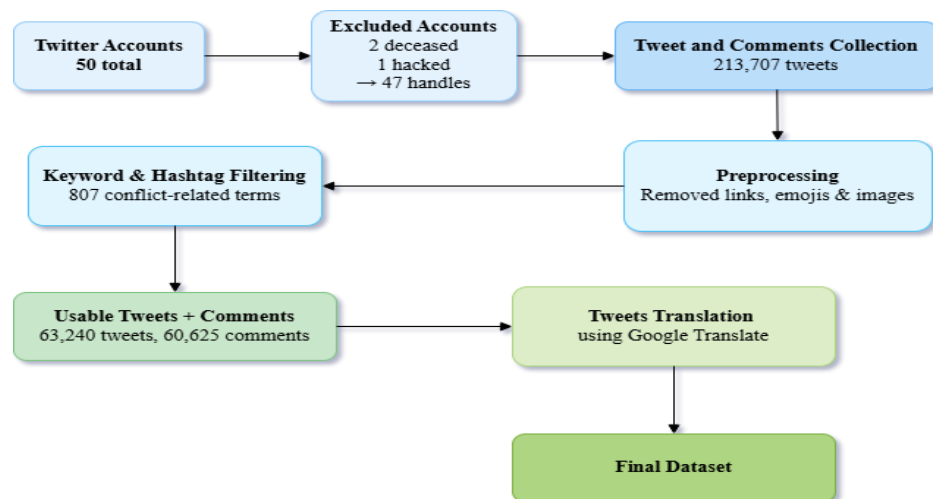 Twitter Accounts
50 total
Excluded Accounts
2 deceased
1 hacked
→ 47 handles
Tweet and Comments Collection
213,707 tweets
Preprocessing
Removed links, emojis & images
Keyword & Hashtag Filtering
807 conflict-related terms
Usable Tweets + Comments
63,240 tweets, 60,625 comments
Tweets Translation
using Google Translate
Final Dataset